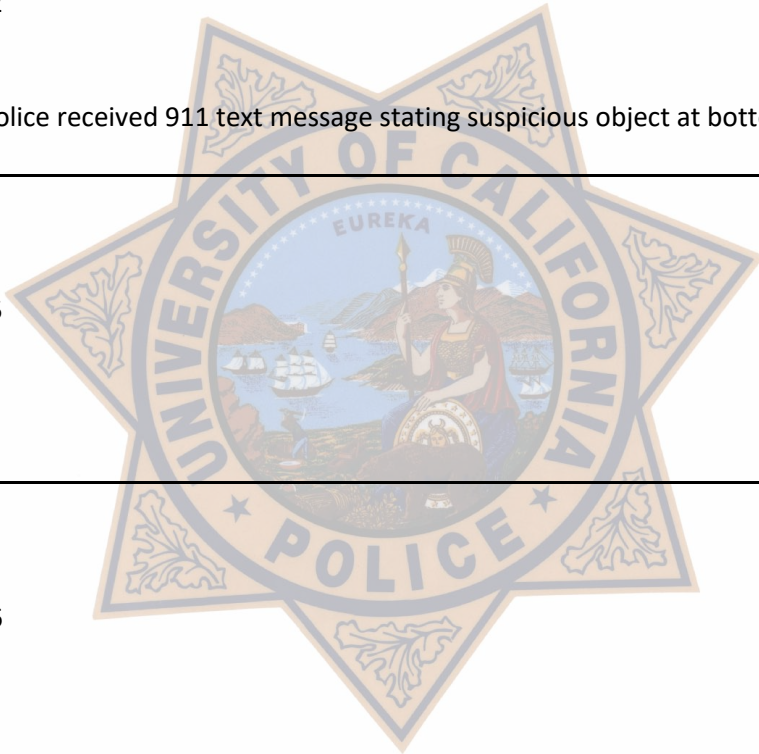 olice received 911 text message stating suspicious object at bott
UNIVERSITY OF CALIFORNIA
EUREKA
POLICE